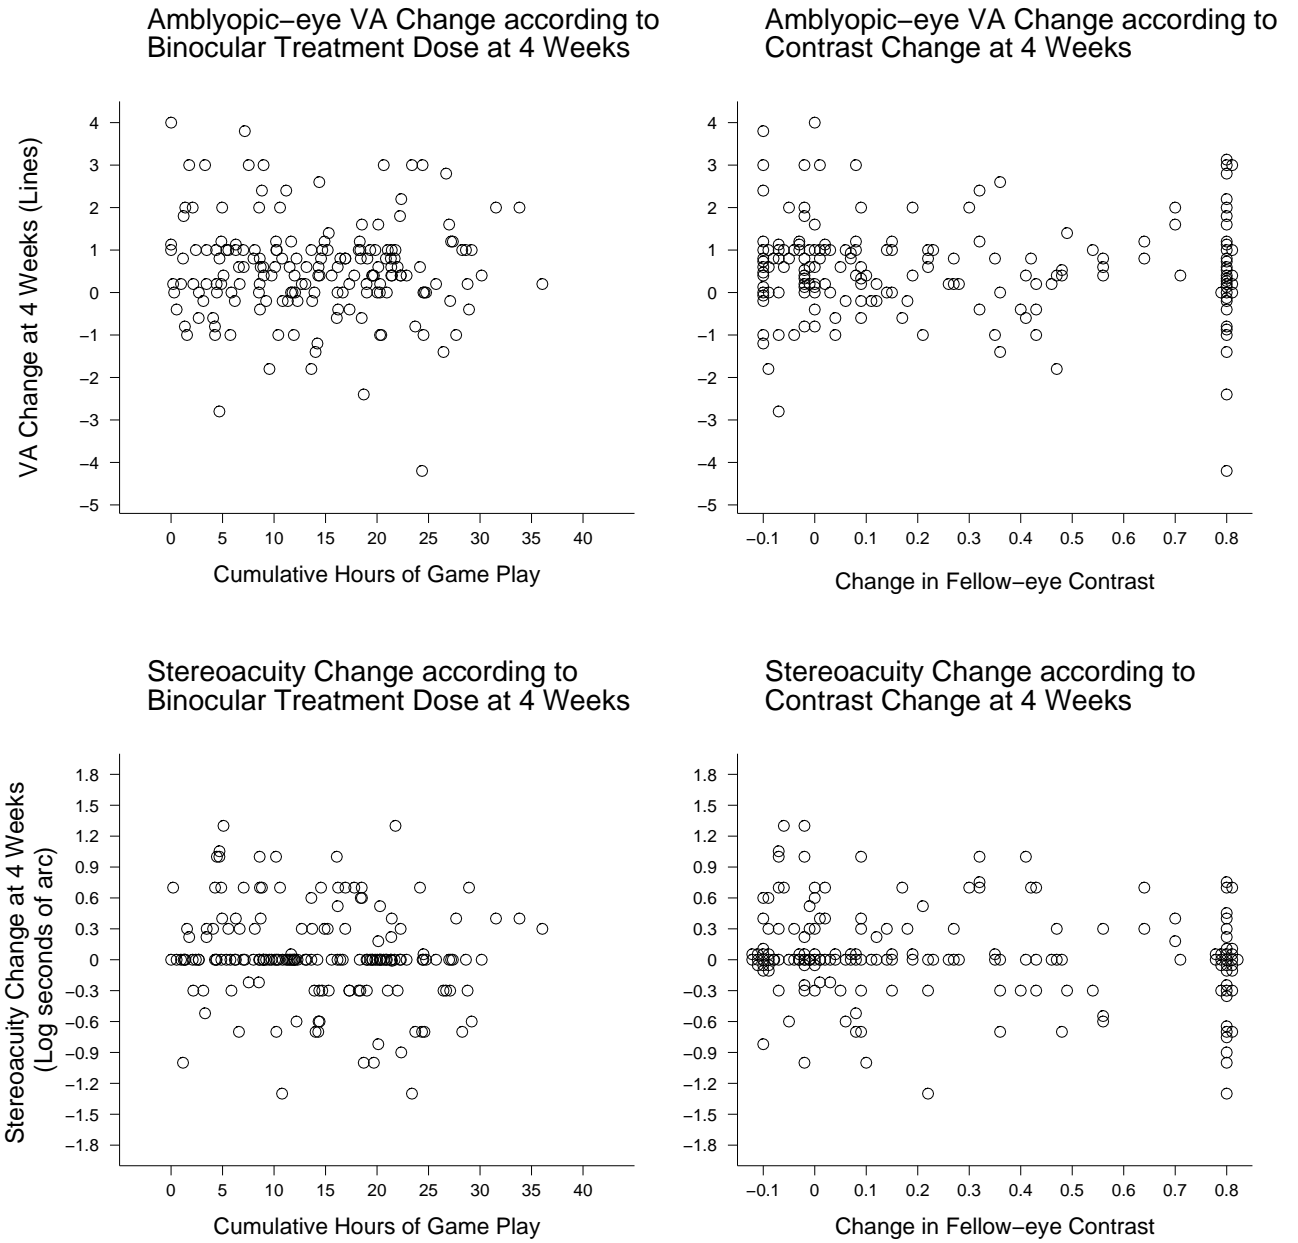 Amblyopic−eye VA Change according to
Binocular Treatment Dose at 4 Weeks
VA Change at 4 Weeks (Lines)
4
3
2
1
0
−1
−2
−3
−4
−5
0 5 10 15 20 25 30 35 40
Cumulative Hours of Game Play
Amblyopic−eye VA Change according to
Contrast Change at 4 Weeks
4
3
2
1
0
−1
−2
−3
−4
−5
−0.1 0 0.1 0.2 0.3 0.4 0.5 0.6 0.7 0.8
Change in Fellow−eye Contrast
Stereoacuity Change according to
Binocular Treatment Dose at 4 Weeks
Stereoacuity Change at 4 Weeks
(Log seconds of arc)
1.8
1.5
1.2
0.9
0.6
0.3
0
−0.3
−0.6
−0.9
−1.2
−1.5
−1.8
0 5 10 15 20 25 30 35 40
Cumulative Hours of Game Play
Stereoacuity Change according to
Contrast Change at 4 Weeks
1.8
1.5
1.2
0.9
0.6
0.3
0
−0.3
−0.6
−0.9
−1.2
−1.5
−1.8
−0.1 0 0.1 0.2 0.3 0.4 0.5 0.6 0.7 0.8
Change in Fellow−eye Contrast